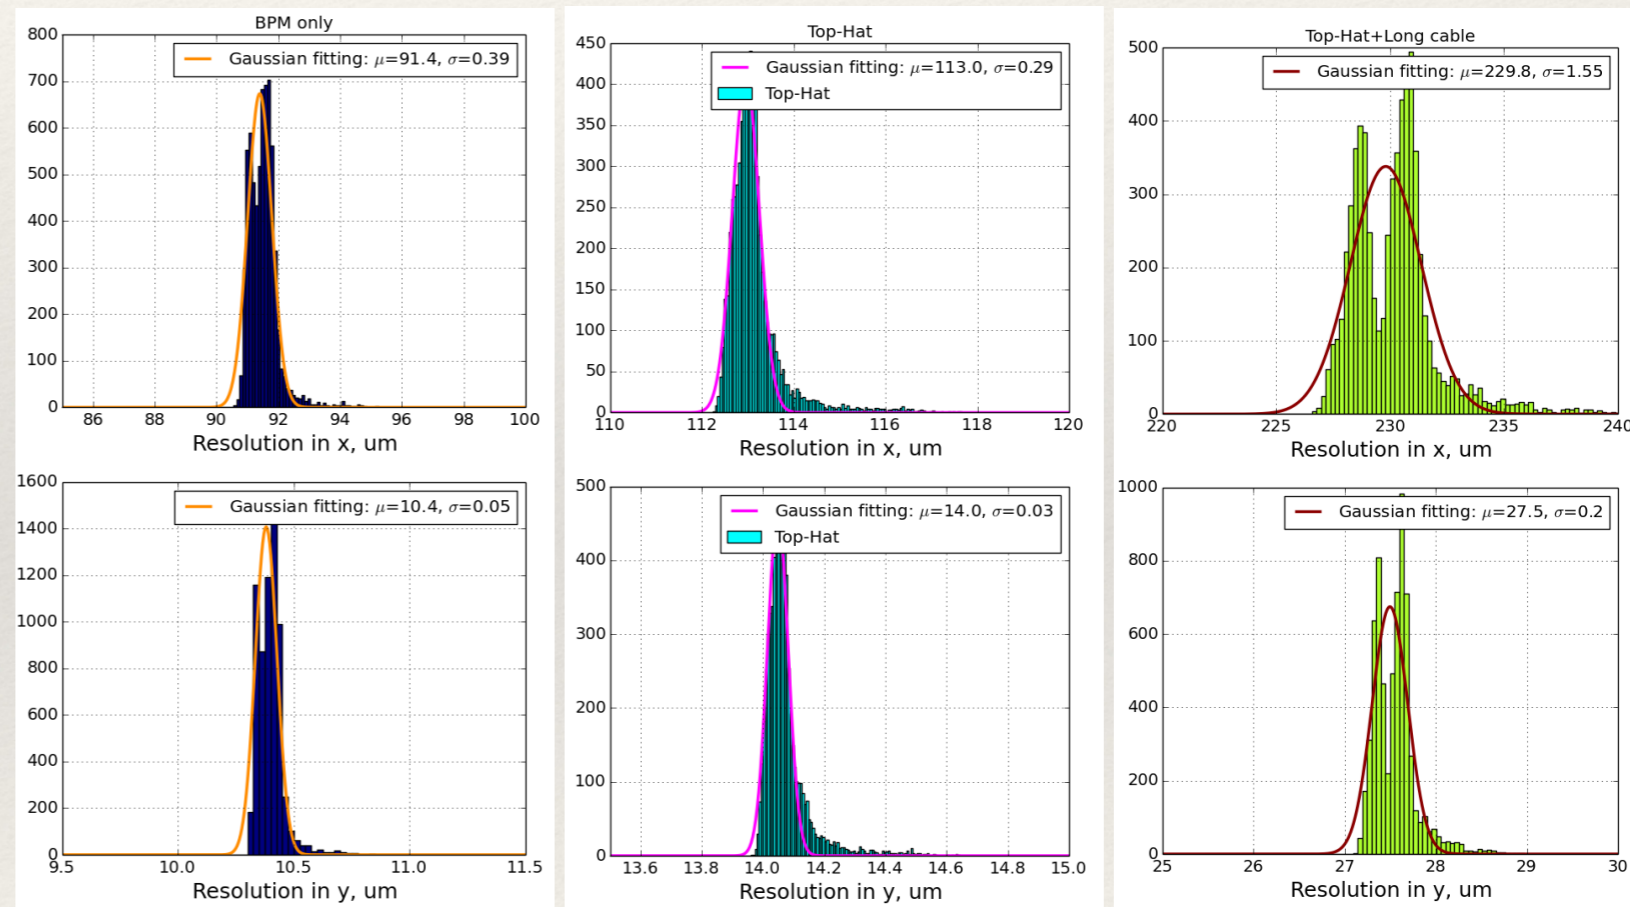 BPM only
800
700
600
500
400
300
200
100
0
Gaussian fitting: μ=91.4, σ=0.39
86 88 90 92 94 96 98 100
Resolution in x, um
Top-Hat
450
400
350
300
250
200
150
100
50
0
Gaussian fitting: μ=113.0, σ=0.29
Top-Hat
110 112 114 116 118 120
Resolution in x, um
Top-Hat+Long cable
500
400
300
200
100
0
Gaussian fitting: μ=229.8, σ=1.55
220 225 230 235 240
Resolution in x, um
1600
1400
1200
1000
800
600
400
200
0
Gaussian fitting: μ=10.4, σ=0.05
9.5 10.0 10.5 11.0 11.5
Resolution in y, um
500
400
300
200
100
0
Gaussian fitting: μ=14.0, σ=0.03
Top-Hat
13.6 13.8 14.0 14.2 14.4 14.6 14.8 15.0
Resolution in y, um
1000
800
600
400
200
0
Gaussian fitting: μ=27.5, σ=0.2
25 26 27 28 29 30
Resolution in y, um